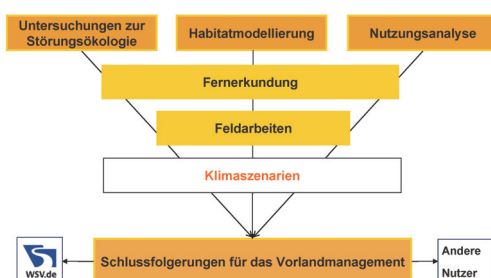 Untersuchungen zur
Störungsökologie
Habitatmodellierung
Nutzungsanalyse
Fernerkundung
Feldarbeiten
Klimaszenarien
WSV.de
Schlussfolgerungen für das Vorlandmanagement
Andere
Nutzer